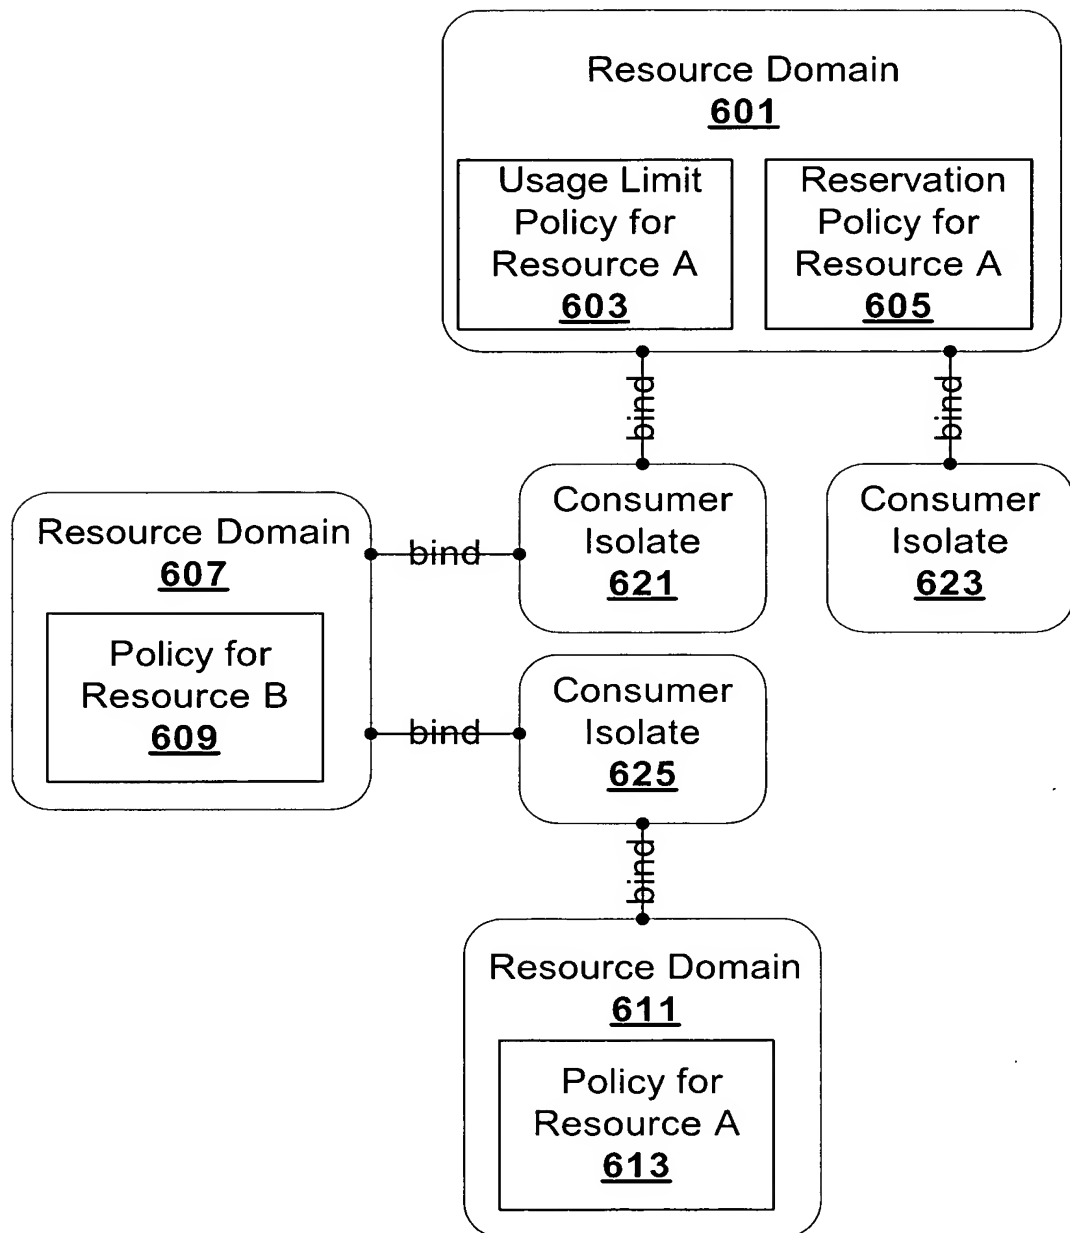 Resource Domain
601
Usage Limit
Policy for
Resource A
603
Reservation
Policy for
Resource A
605
bind
bind
Resource Domain
607
Policy for
Resource B
609
bind
Consumer
Isolate
621
Consumer
Isolate
623
bind
Consumer
Isolate
625
bind
Resource Domain
611
Policy for
Resource A
613